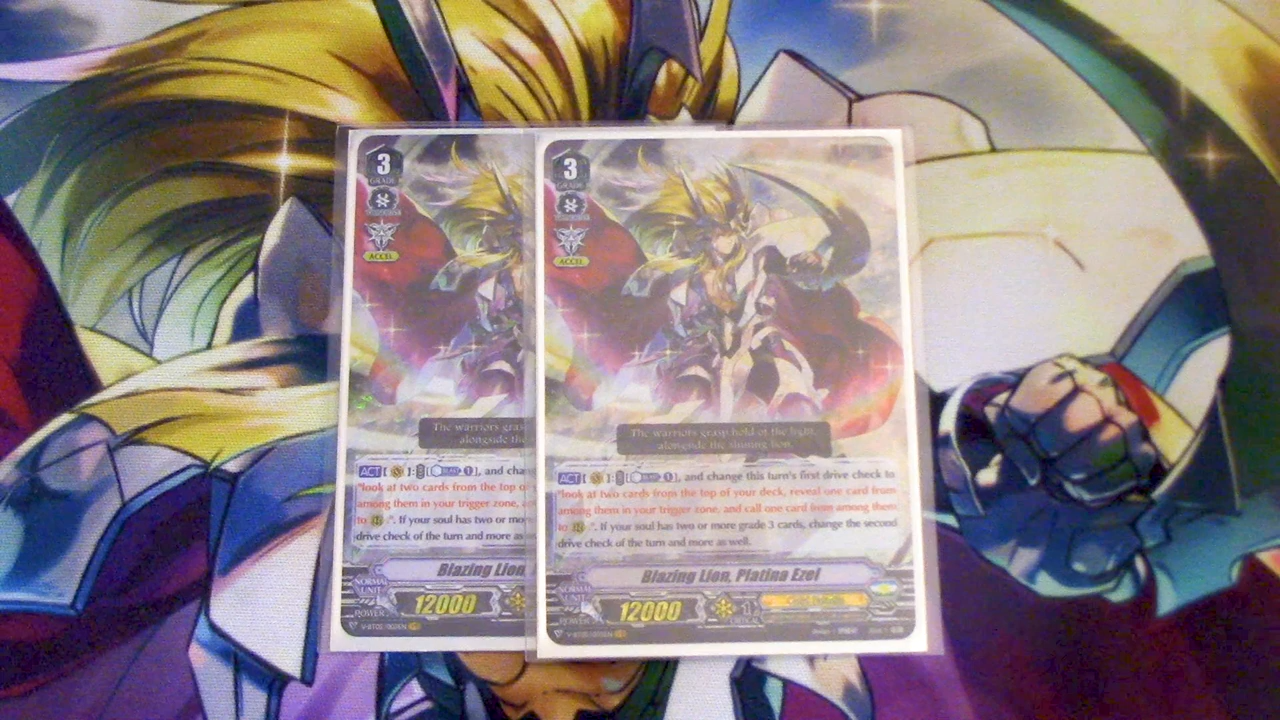 3
GRADE
ACCEL
The warriors gras
alongside the s
ACT [ ]:[ 1], and chan
"look at two cards from the top of
among them in your trigger zone, a
to ". If your soul has two or mor
drive check of the turn and more as
Blazing Lion,
NORMAL
UNIT
POWER
12000
3
GRADE
ACCEL
The warriors grasp hold of the light,
alongside the shining lion.
ACT [ ]:[ 1], and change this turn's first drive check to
"look at two cards from the top of your deck, reveal one card from
among them in your trigger zone, and call one card from among them
to ". If your soul has two or more grade 3 cards, change the second
drive check of the turn and more as well.
Blazing Lion, Platina Ezel
NORMAL
UNIT
POWER
12000
1
CRITICAL